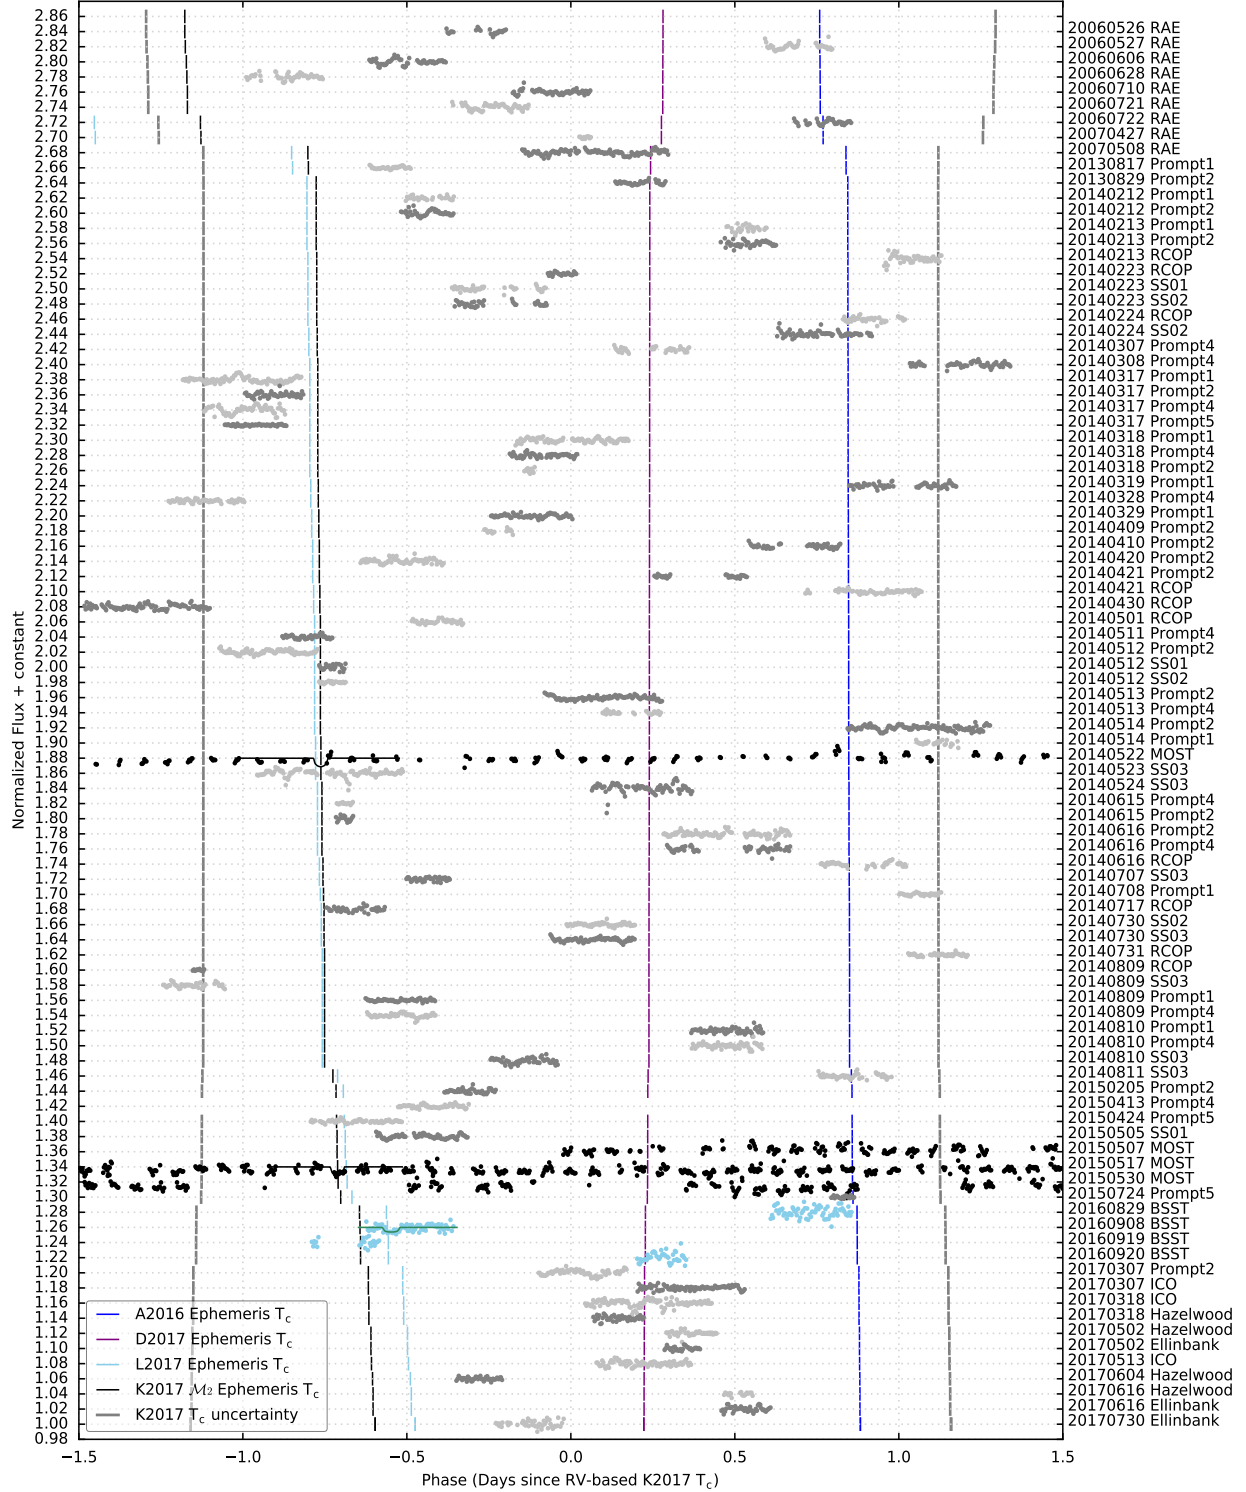 Normalized Flux + constant
2.86
2.84
2.82
2.80
2.78
2.76
2.74
2.72
2.70
2.68
2.66
2.64
2.62
2.60
2.58
2.56
2.54
2.52
2.50
2.48
2.46
2.44
2.42
2.40
2.38
2.36
2.34
2.32
2.30
2.28
2.26
2.24
2.22
2.20
2.18
2.16
2.14
2.12
2.10
2.08
2.06
2.04
2.02
2.00
1.98
1.96
1.94
1.92
1.90
1.88
1.86
1.84
1.82
1.80
1.78
1.76
1.74
1.72
1.70
1.68
1.66
1.64
1.62
1.60
1.58
1.56
1.54
1.52
1.50
1.48
1.46
1.44
1.42
1.40
1.38
1.36
1.34
1.32
1.30
1.28
1.26
1.24
1.22
1.20
1.18
1.16
1.14
1.12
1.10
1.08
1.06
1.04
1.02
1.00
0.98
20060526 RAE
20060527 RAE
20060606 RAE
20060628 RAE
20060710 RAE
20060721 RAE
20060722 RAE
20070427 RAE
20070508 RAE
20130817 Prompt1
20130829 Prompt2
20140212 Prompt1
20140212 Prompt2
20140213 Prompt1
20140213 Prompt2
20140213 RCOP
20140223 RCOP
20140223 SS01
20140223 SS02
20140224 RCOP
20140224 SS02
20140307 Prompt4
20140308 Prompt4
20140317 Prompt1
20140317 Prompt2
20140317 Prompt4
20140317 Prompt5
20140318 Prompt1
20140318 Prompt4
20140318 Prompt2
20140319 Prompt1
20140328 Prompt4
20140329 Prompt1
20140409 Prompt2
20140410 Prompt2
20140420 Prompt2
20140421 Prompt2
20140421 RCOP
20140430 RCOP
20140501 RCOP
20140511 Prompt4
20140512 Prompt2
20140512 SS01
20140512 SS02
20140513 Prompt2
20140513 Prompt4
20140514 Prompt2
20140514 Prompt1
20140522 MOST
20140523 SS03
20140524 SS03
20140615 Prompt4
20140615 Prompt2
20140616 Prompt2
20140616 Prompt4
20140616 RCOP
20140707 SS03
20140708 Prompt1
20140717 RCOP
20140730 SS02
20140730 SS03
20140731 RCOP
20140809 RCOP
20140809 SS03
20140809 Prompt1
20140809 Prompt4
20140810 Prompt1
20140810 Prompt4
20140810 SS03
20140811 SS03
20150205 Prompt2
20150413 Prompt4
20150424 Prompt5
20150505 SS01
20150507 MOST
20150517 MOST
20150530 MOST
20150724 Prompt5
20160829 BSST
20160908 BSST
20160919 BSST
20160920 BSST
20170307 Prompt2
20170307 ICO
20170318 ICO
20170318 Hazelwood
20170502 Hazelwood
20170502 Ellinbank
20170513 ICO
20170604 Hazelwood
20170616 Hazelwood
20170616 Ellinbank
20170730 Ellinbank
A2016 Ephemeris Tc
D2017 Ephemeris Tc
L2017 Ephemeris Tc
K2017 ℳ₂ Ephemeris Tc
K2017 Tc uncertainty
−1.5 −1.0 −0.5 0.0 0.5 1.0 1.5
Phase (Days since RV-based K2017 Tc)